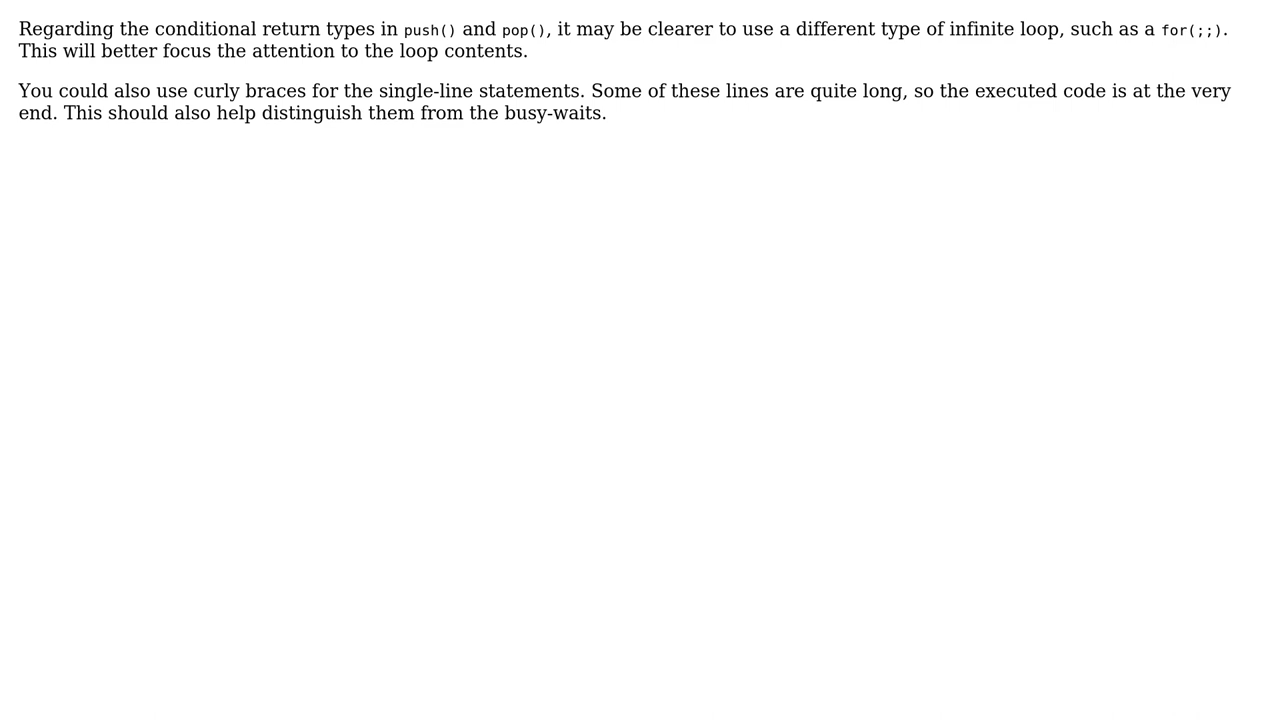 Regarding the conditional return types in push() and pop(), it may be clearer to use a different type of infinite loop, such as a for(;;).
This will better focus the attention to the loop contents.
You could also use curly braces for the single-line statements. Some of these lines are quite long, so the executed code is at the very
end. This should also help distinguish them from the busy-waits.